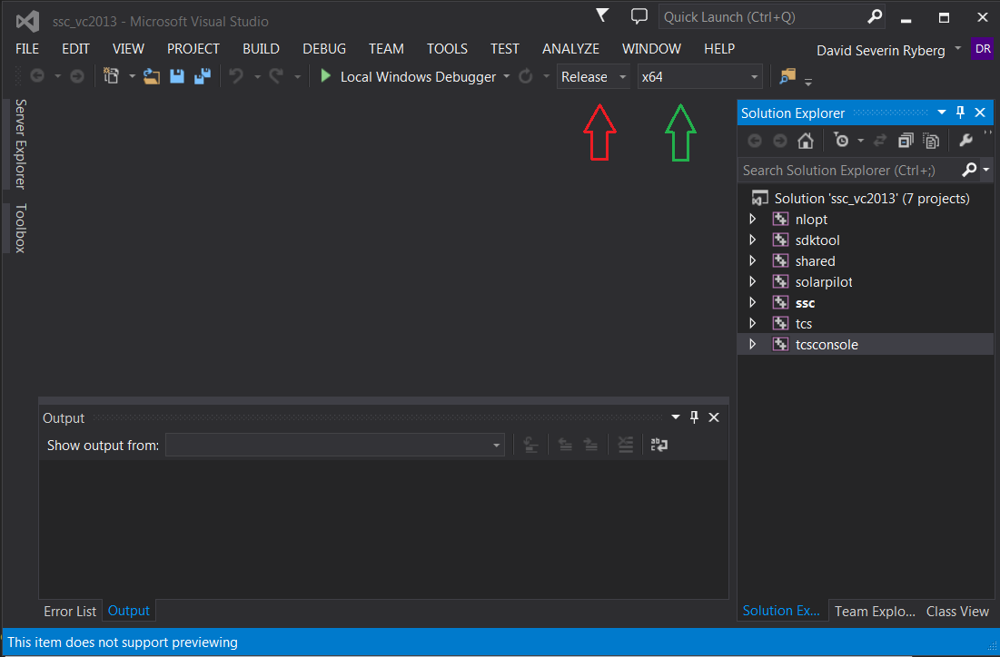 ssc_vc2013 - Microsoft Visual Studio
Quick Launch (Ctrl+Q)
FILE EDIT VIEW PROJECT BUILD DEBUG TEAM TOOLS TEST ANALYZE WINDOW HELP
David Severin Ryberg DR
Local Windows Debugger Release x64
Server Explorer
Toolbox
Solution Explorer
Search Solution Explorer (Ctrl+;)
Solution 'ssc_vc2013' (7 projects)
nlopt
sdktool
shared
solarpilot
ssc
tcs
tcsconsole
Output
Show output from:
Error List Output
Solution Ex... Team Explo... Class View
This item does not support previewing